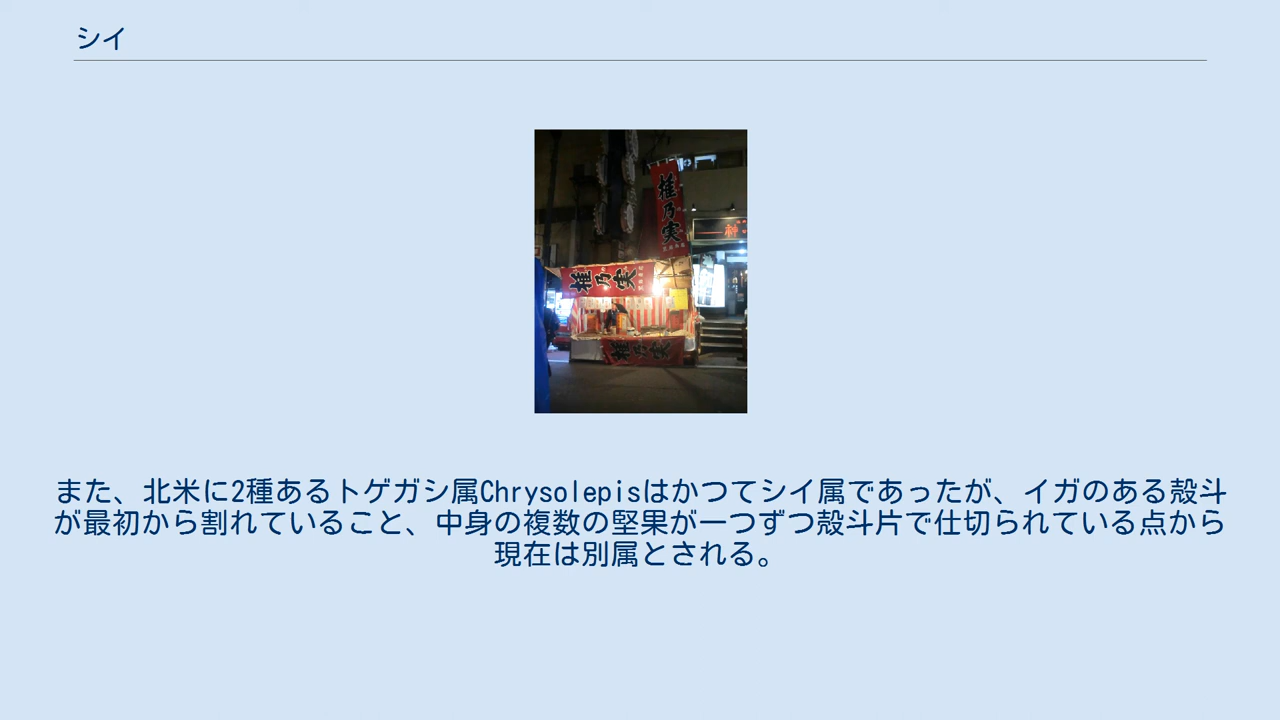 シイ
椎乃実
椎乃実
椎乃実
また、北米に2種あるトゲガシ属Chrysolepisはかつてシイ属であったが、イガのある殻斗
が最初から割れていること、中身の複数の堅果が一つずつ殻斗片で仕切られている点から
現在は別属とされる。